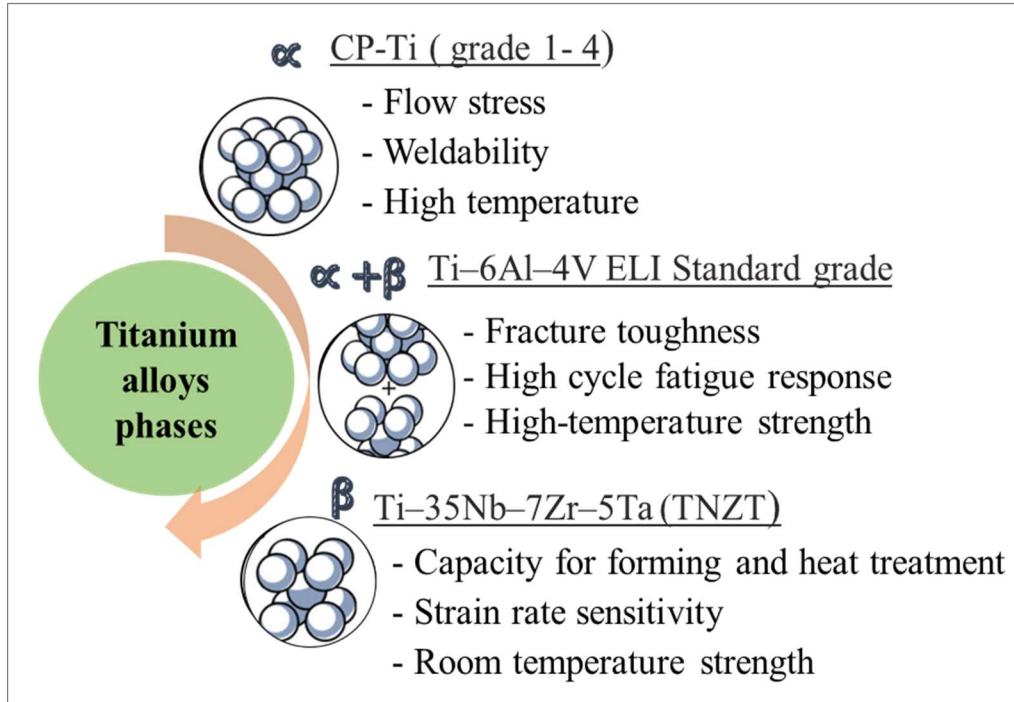 α CP-Ti ( grade 1- 4)
- Flow stress
- Weldability
- High temperature
α +β Ti–6Al–4V ELI Standard grade
Titanium
alloys
phases
+
- Fracture toughness
- High cycle fatigue response
- High-temperature strength
β Ti–35Nb–7Zr–5Ta (TNZT)
- Capacity for forming and heat treatment
- Strain rate sensitivity
- Room temperature strength